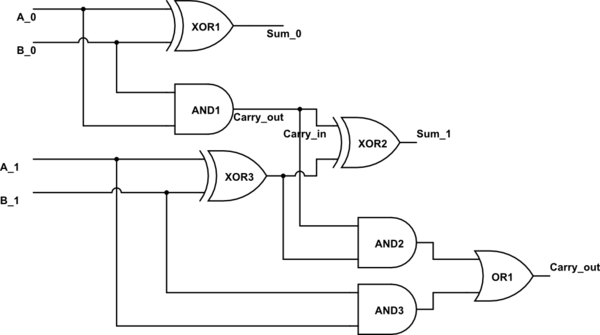 A_0
XOR1
Sum_0
B_0
AND1
Carry_out
Carry_in
XOR2
Sum_1
A_1
XOR3
B_1
AND2
OR1
Carry_out
AND3